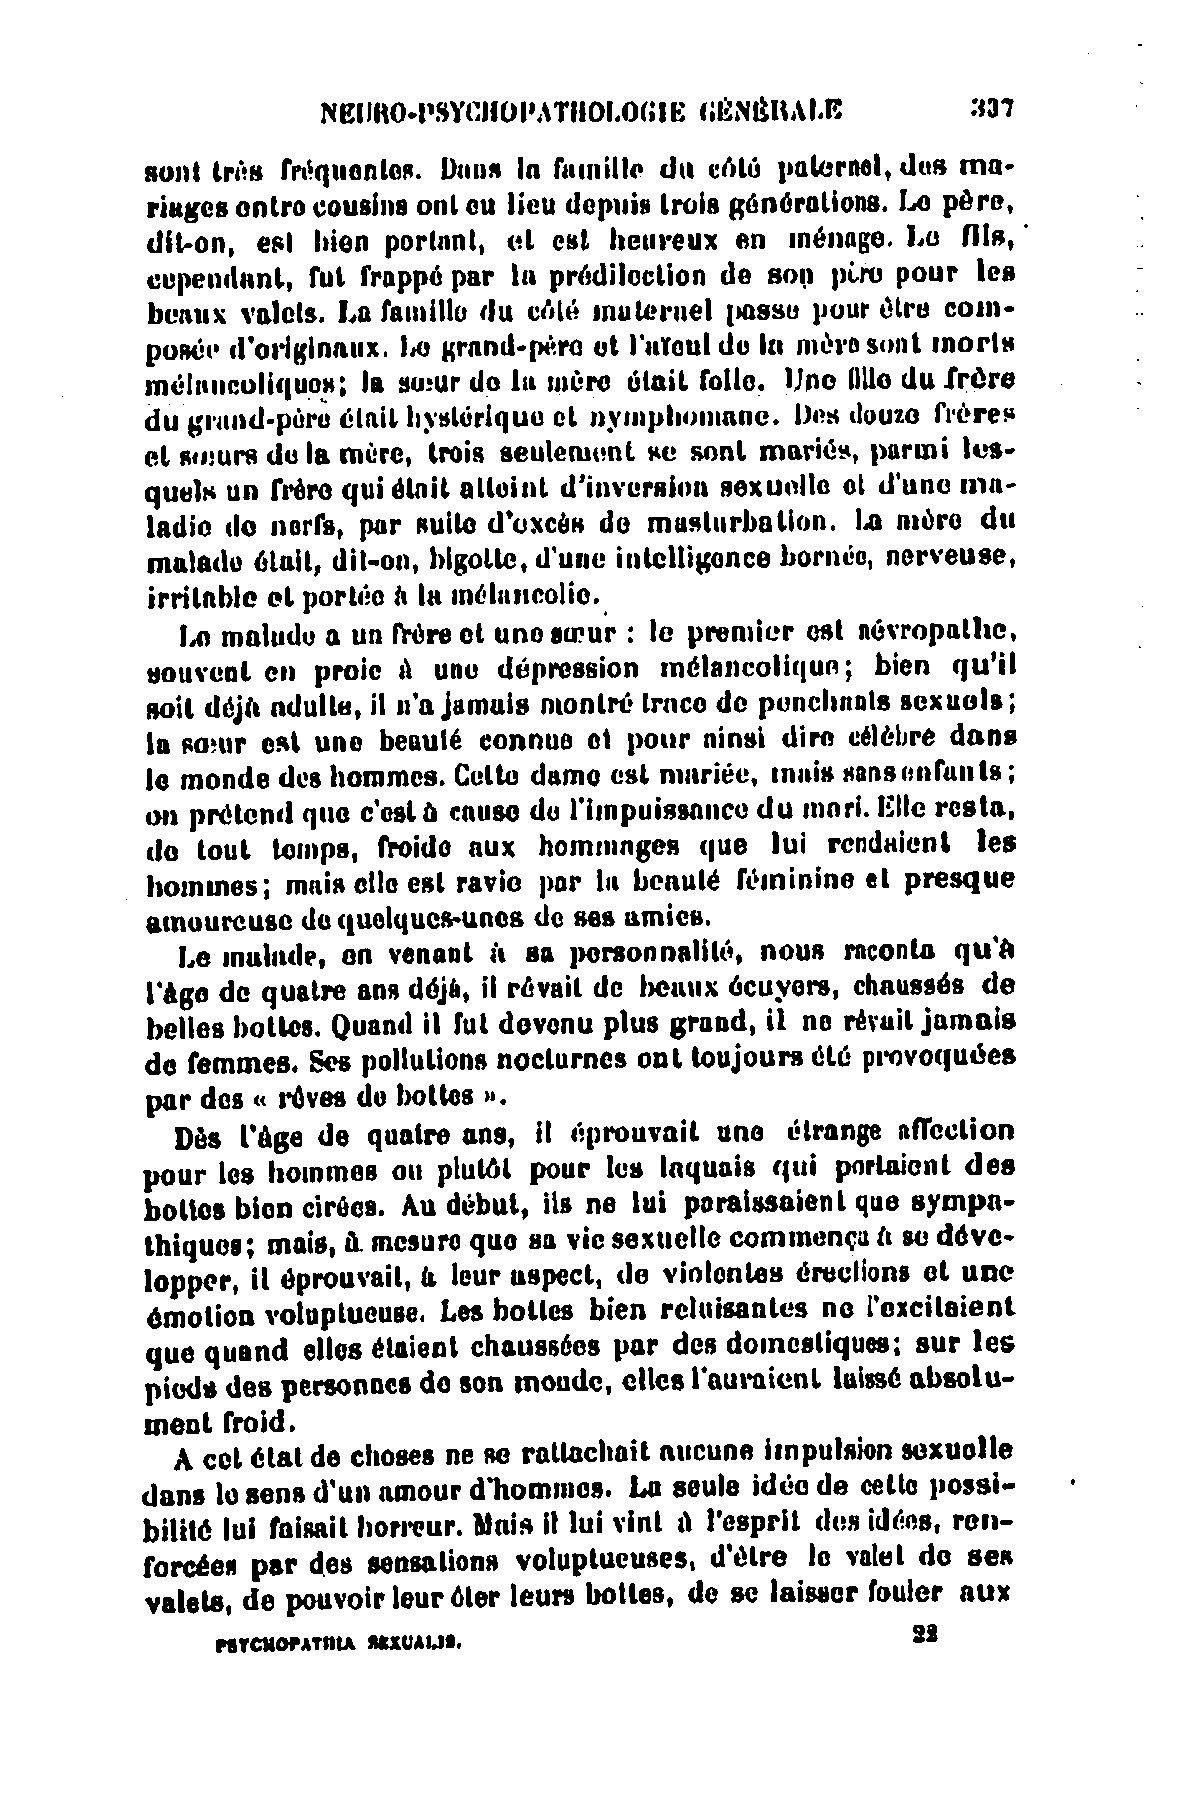 NEURO-PSYCHOPATHOLOGIE GÉNÉRALE 337
sont très fréquentes. Dans la famille du côté paternel, des ma-
riages entre cousins ont eu lieu depuis trois générations. Le père,
dit-on, est bien portant, et est heureux en ménage. Le fils,
cependant, fut frappé par la prédilection de son père pour les
beaux valets. La famille du côté maternel passe pour être com-
posée d'originaux. Le grand-père et l'aïeul de la mère sont morts
mélancoliques; la sœur de la mère était folle. Une fille du frère
du grand-père était hystérique et nymphomane. Des douze frères
et sœurs de la mère, trois seulement se sont mariés, parmi les-
quels un frère qui était atteint d'inversion sexuelle et d'une ma-
ladie de nerfs, par suite d'excès de masturbation. La mère du
malade était, dit-on, bigotte, d'une intelligence bornée, nerveuse,
irritable et portée à la mélancolie.
Le malade a un frère et une sœur : le premier est névropathe,
souvent en proie à une dépression mélancolique; bien qu'il
soit déjà adulte, il n'a jamais montré trace de penchants sexuels;
la sœur est une beauté connue et pour ainsi dire célèbre dans
le monde des hommes. Cette dame est mariée, mais sans enfants;
on prétend que c'est à cause de l'impuissance du mari. Elle resta,
de tout temps, froide aux hommages que lui rendaient les
hommes; mais elle est ravie par la beauté féminine et presque
amoureuse de quelques-unes de ses amies.
Le malade, en venant à sa personnalité, nous raconta qu'à
l'âge de quatre ans déjà, il rêvait de beaux écuyers, chaussés de
belles bottes. Quand il fut devenu plus grand, il ne rêvait jamais
de femmes. Ses pollutions nocturnes ont toujours été provoquées
par des « rêves de bottes ».
Dès l'âge de quatre ans, il éprouvait une étrange affection
pour les hommes ou plutôt pour les laquais qui portaient des
bottes bien cirées. Au début, ils ne lui paraissaient que sympa-
thiques; mais, à mesure que sa vie sexuelle commença à se déve-
lopper, il éprouvait, à leur aspect, de violentes érections et une
émotion voluptueuse. Les bottes bien reluisantes ne l'excitaient
que quand elles étaient chaussées par des domestiques; sur les
pieds des personnes de son monde, elles l'auraient laissé absolu-
ment froid.
A cet état de choses ne se rattachait aucune impulsion sexuelle
dans le sens d'un amour d'hommes. La seule idée de cette possi-
bilité lui faisait horreur. Mais il lui vint à l'esprit des idées, ren-
forcées par des sensations voluptueuses, d'être le valet de ses
valets, de pouvoir leur ôter leurs bottes, de se laisser fouler aux
PSYCHOPATHIA SEXUALIS. 22